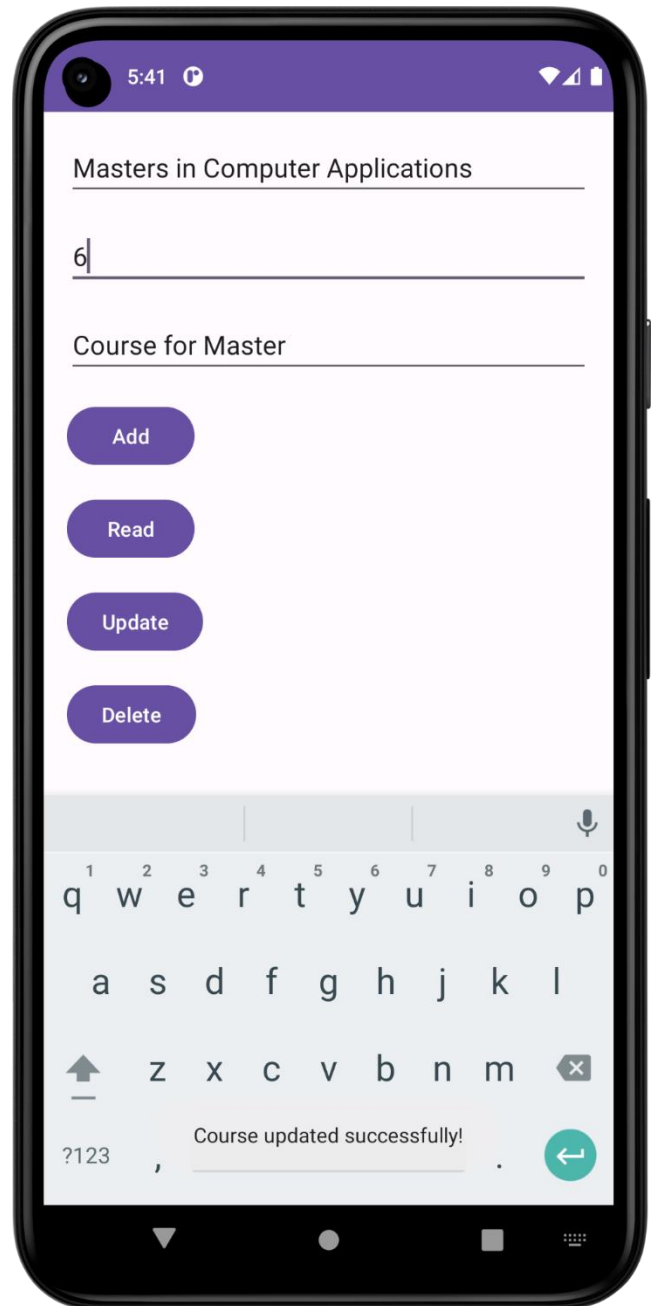 5:41
Masters in Computer Applications
6
Course for Master
Add
Read
Update
Delete
1 2 3 4 5 6 7 8 9 0
q w e r t y u i o p
a s d f g h j k l
z x c v b n m
Course updated successfully!
?123 , .